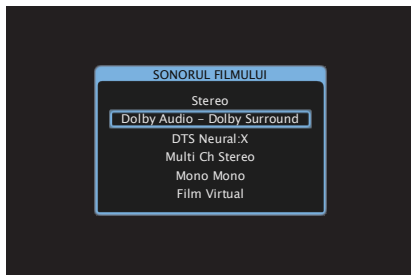 SONORUL FILMULUI
Stereo
Dolby Audio – Dolby Surround
DTS Neural:X
Multi Ch Stereo
Mono Mono
Film Virtual